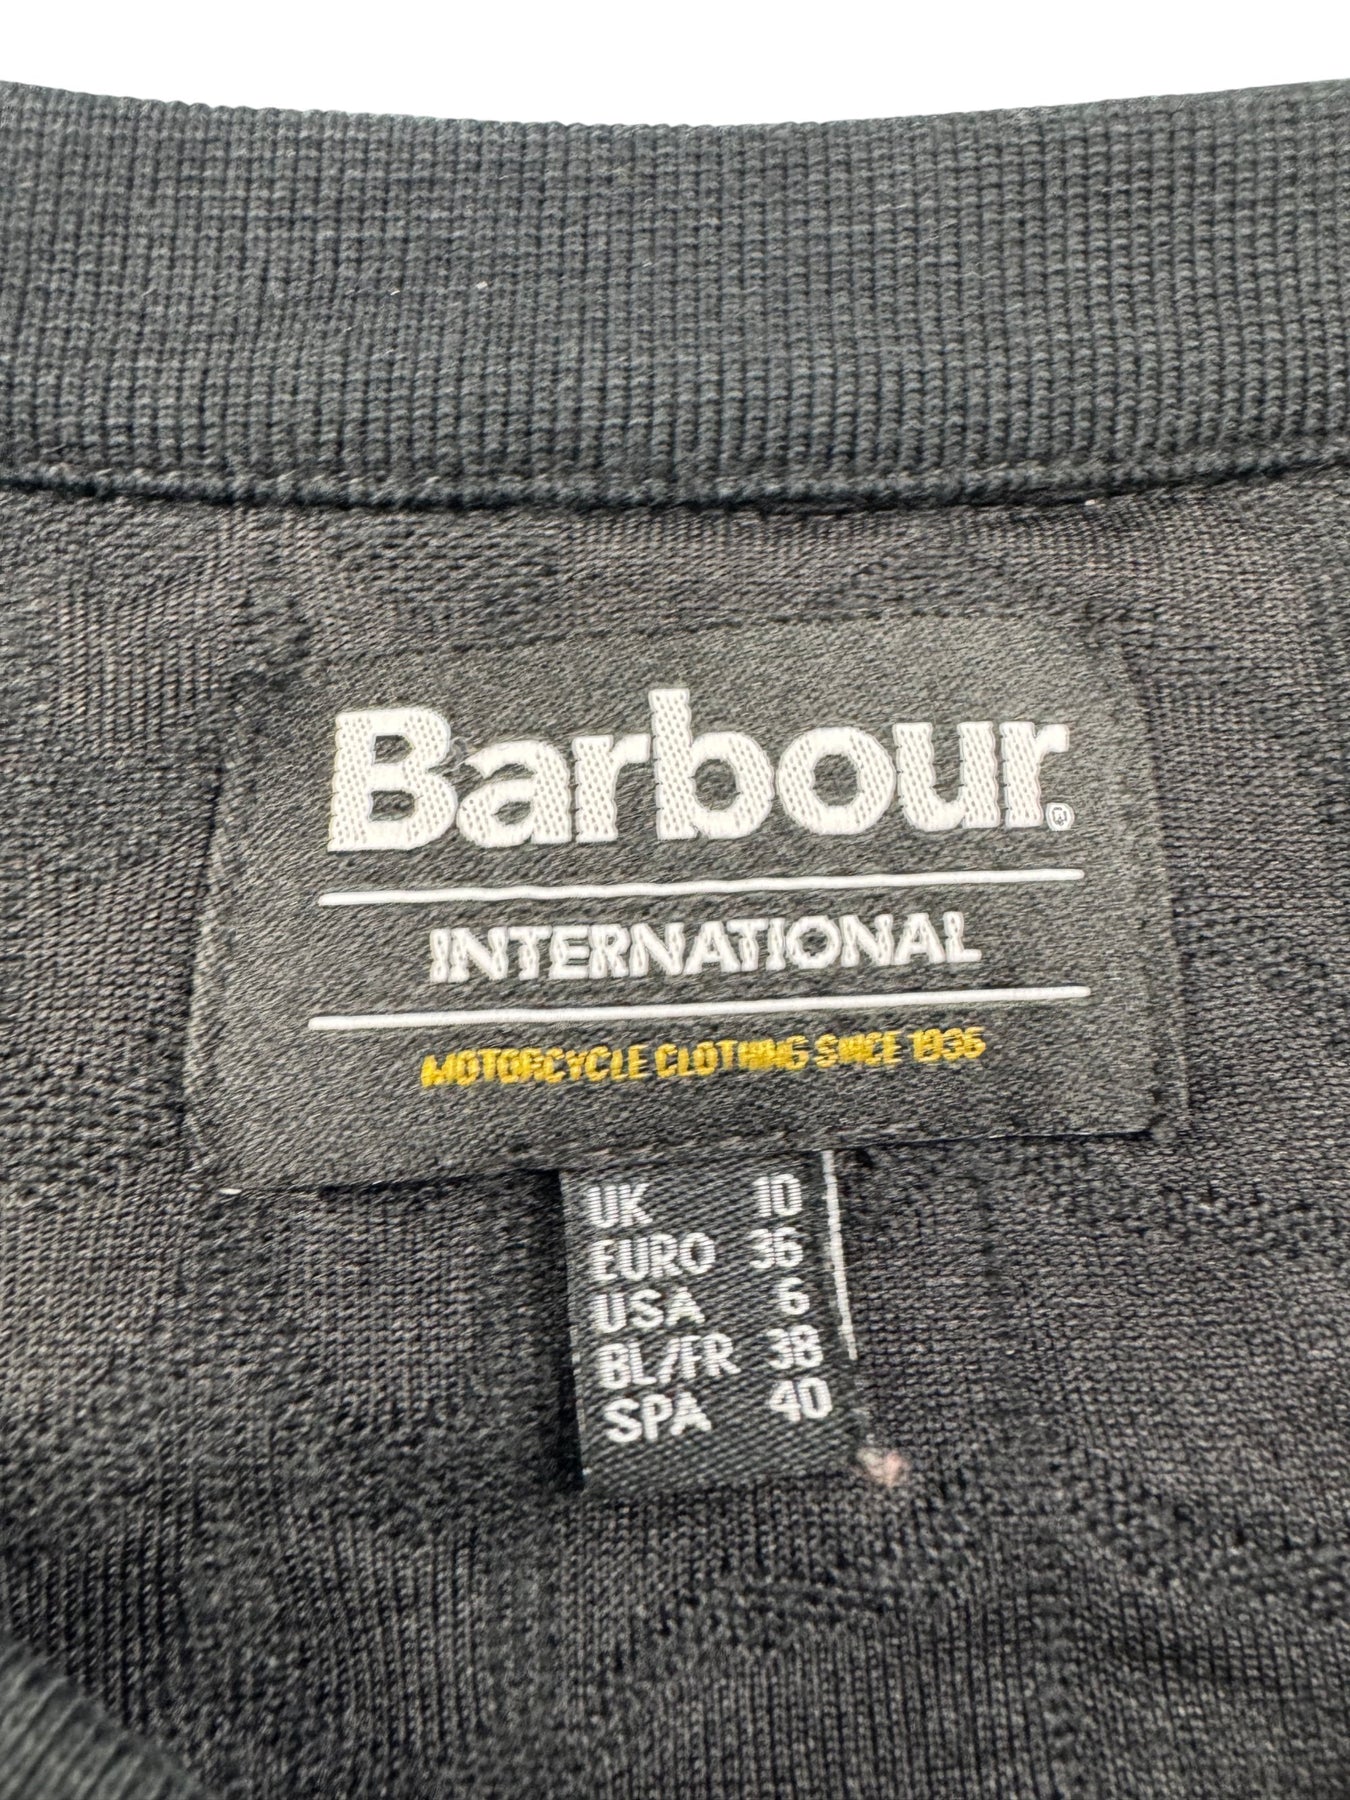 Barbour®
INTERNATIONAL
MOTORCYCLE CLOTHING SINCE 1936
UK 10
EURO 36
USA 6
BL/FR 38
SPA 40